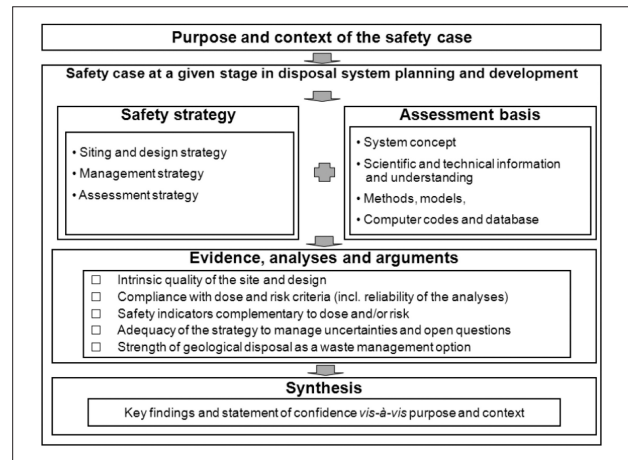 Purpose and context of the safety case
Safety case at a given stage in disposal system planning and development
Safety strategy
• Siting and design strategy
• Management strategy
• Assessment strategy
Assessment basis
• System concept
• Scientific and technical information
and understanding
• Methods, models,
• Computer codes and database
Evidence, analyses and arguments
☐ Intrinsic quality of the site and design
☐ Compliance with dose and risk criteria (incl. reliability of the analyses)
☐ Safety indicators complementary to dose and/or risk
☐ Adequacy of the strategy to manage uncertainties and open questions
☐ Strength of geological disposal as a waste management option
Synthesis
Key findings and statement of confidence vis-à-vis purpose and context